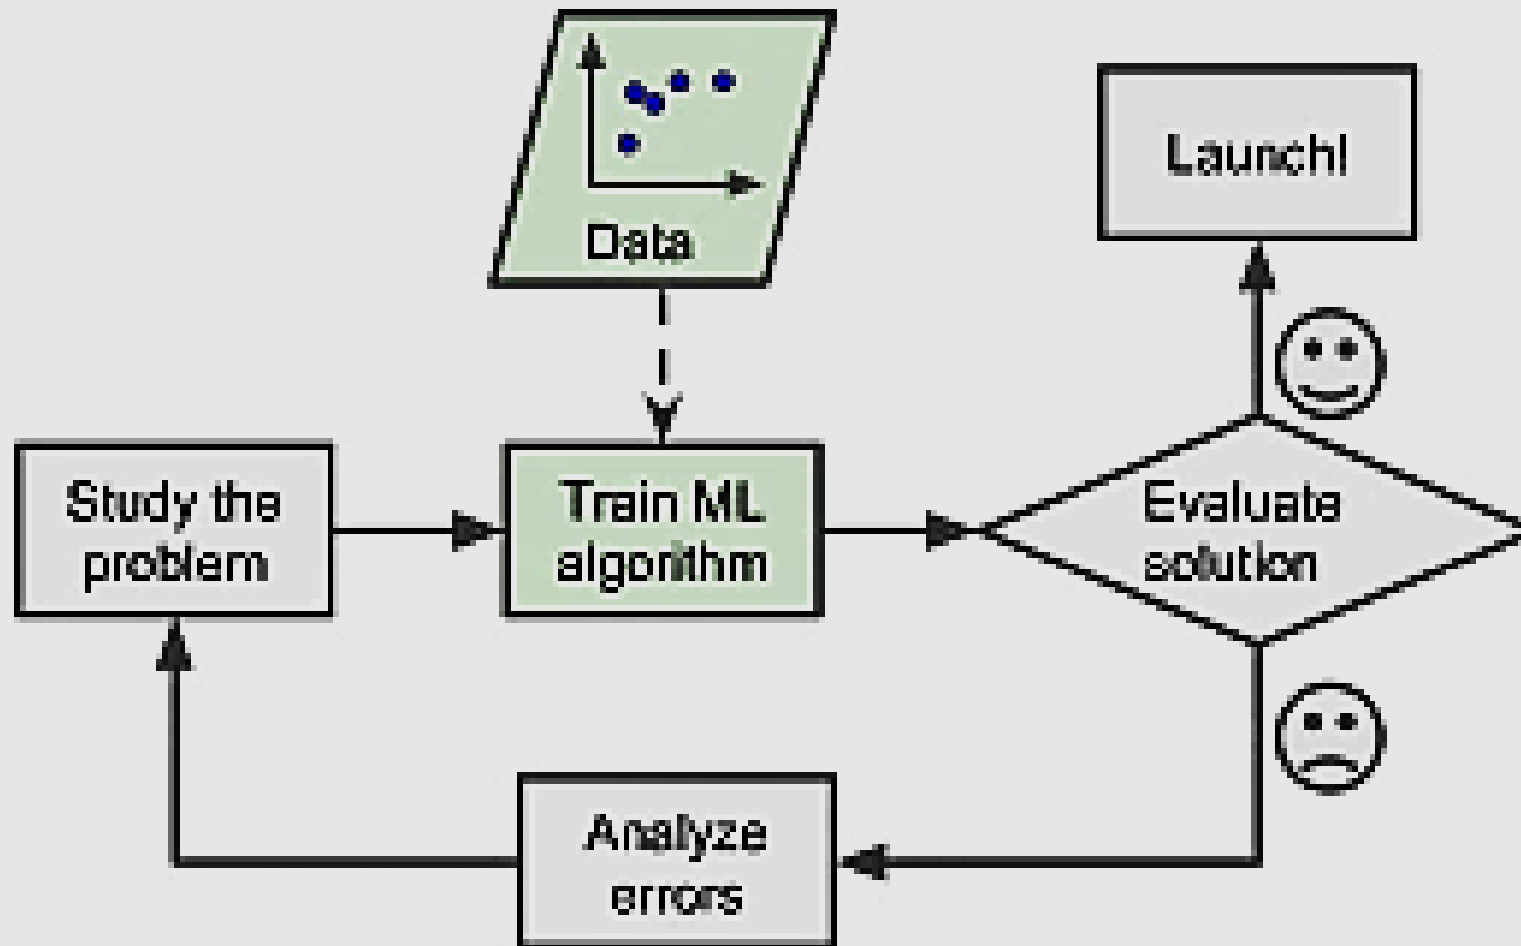 Data
Launch!
Study the
problem
Train ML
algorithm
Evaluate
solution
Analyze
errors